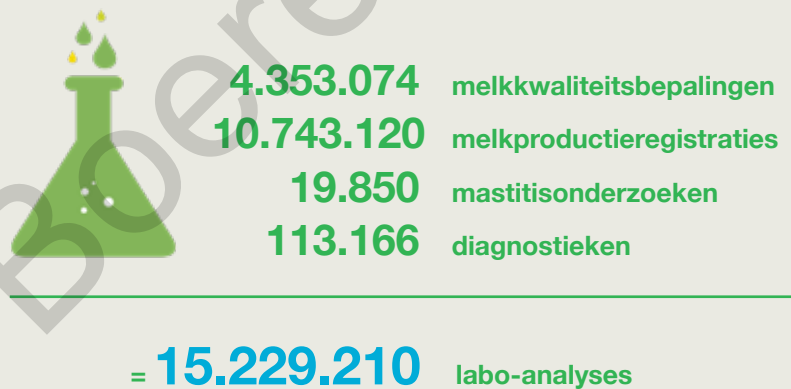 4.353.074 melkkwaliteitsbepalingen
10.743.120 melkproductieregistraties
19.850 mastitisonderzoeken
113.166 diagnostieken
= 15.229.210 labo-analyses
Boere